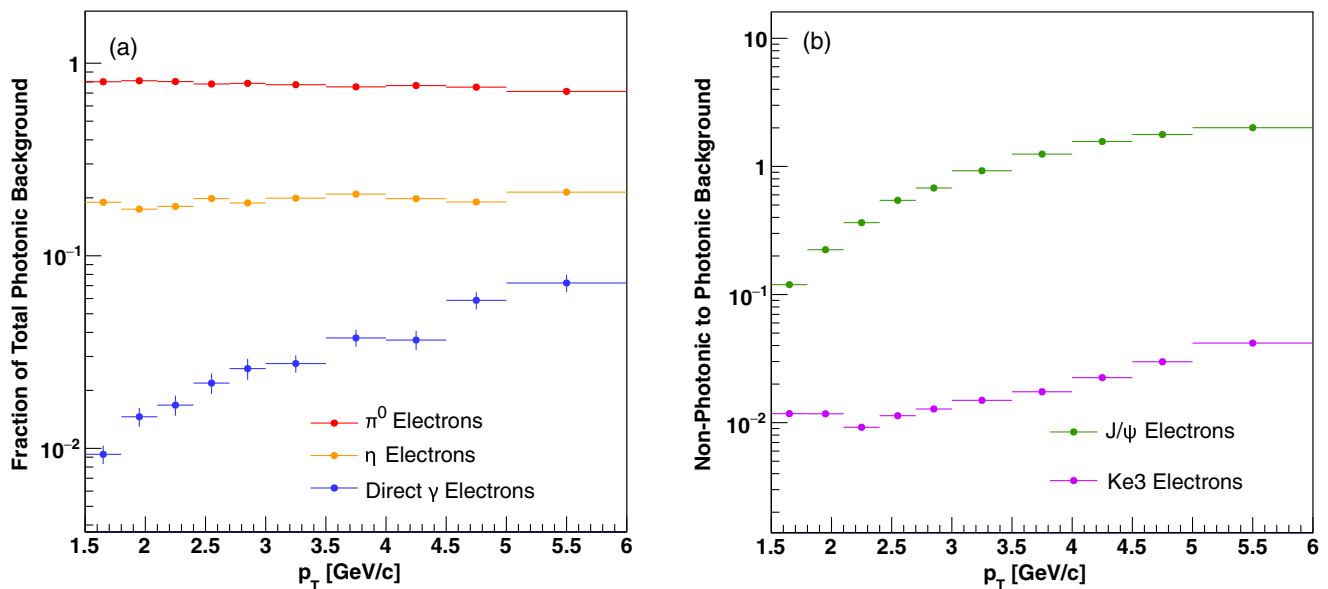 (a)
Fraction of Total Photonic Background
1
10⁻¹
10⁻²
π⁰ Electrons
η Electrons
Direct γ Electrons
1.5 2 2.5 3 3.5 4 4.5 5 5.5 6
p_T [GeV/c]
(b)
Non-Photonic to Photonic Background
10
1
10⁻¹
10⁻²
J/ψ Electrons
Ke3 Electrons
1.5 2 2.5 3 3.5 4 4.5 5 5.5 6
p_T [GeV/c]